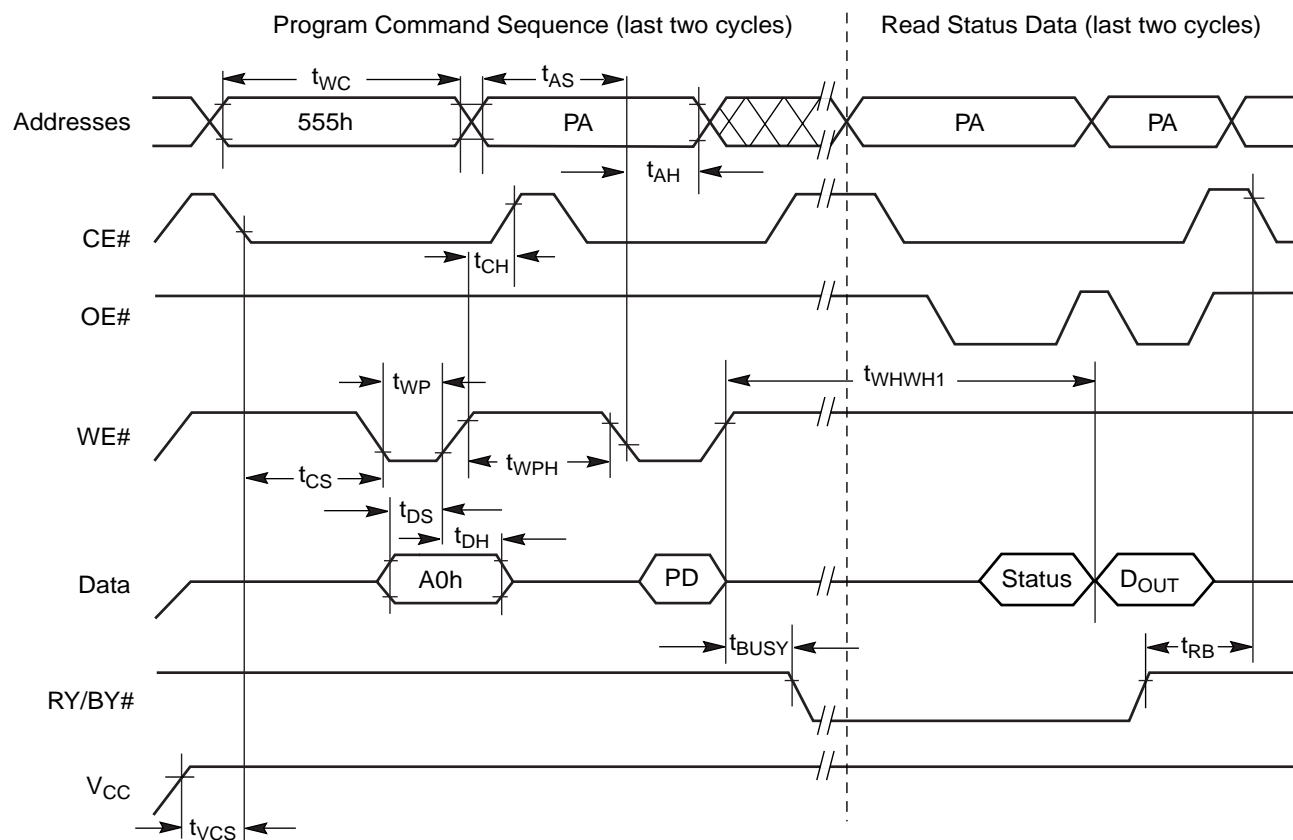 Program Command Sequence (last two cycles)
Read Status Data (last two cycles)
tWC
tAS
Addresses
555h
PA
PA
PA
tAH
CE#
tCH
OE#
tWP
tWHWH1
WE#
tCS
tWPH
tDS
tDH
Data
A0h
PD
Status
DOUT
tBUSY
tRB
RY/BY#
VCC
tVCS